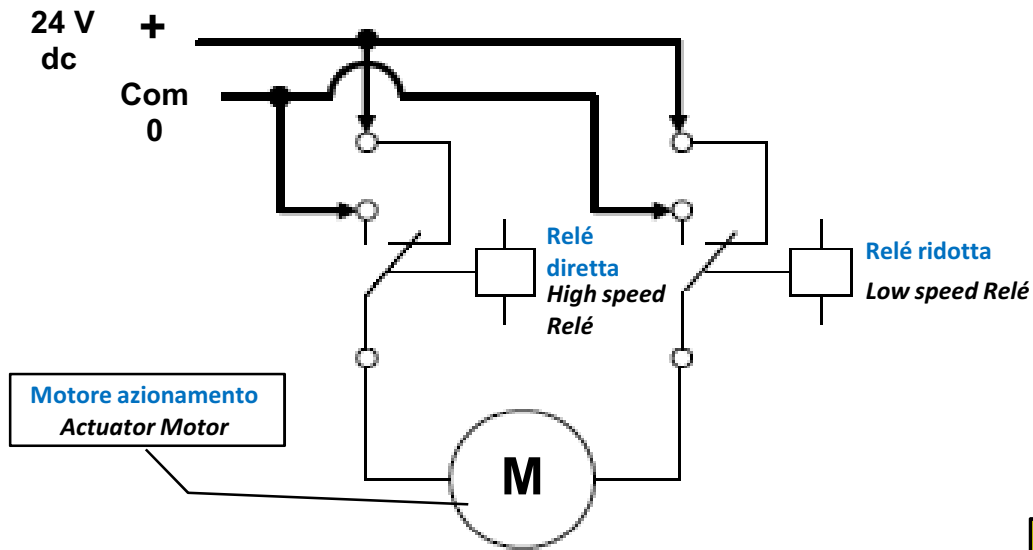 24 V +
dc
Com
0
Relé
diretta
High speed
Relé
Relé ridotta
Low speed Relé
Motore azionamento
Actuator Motor
M